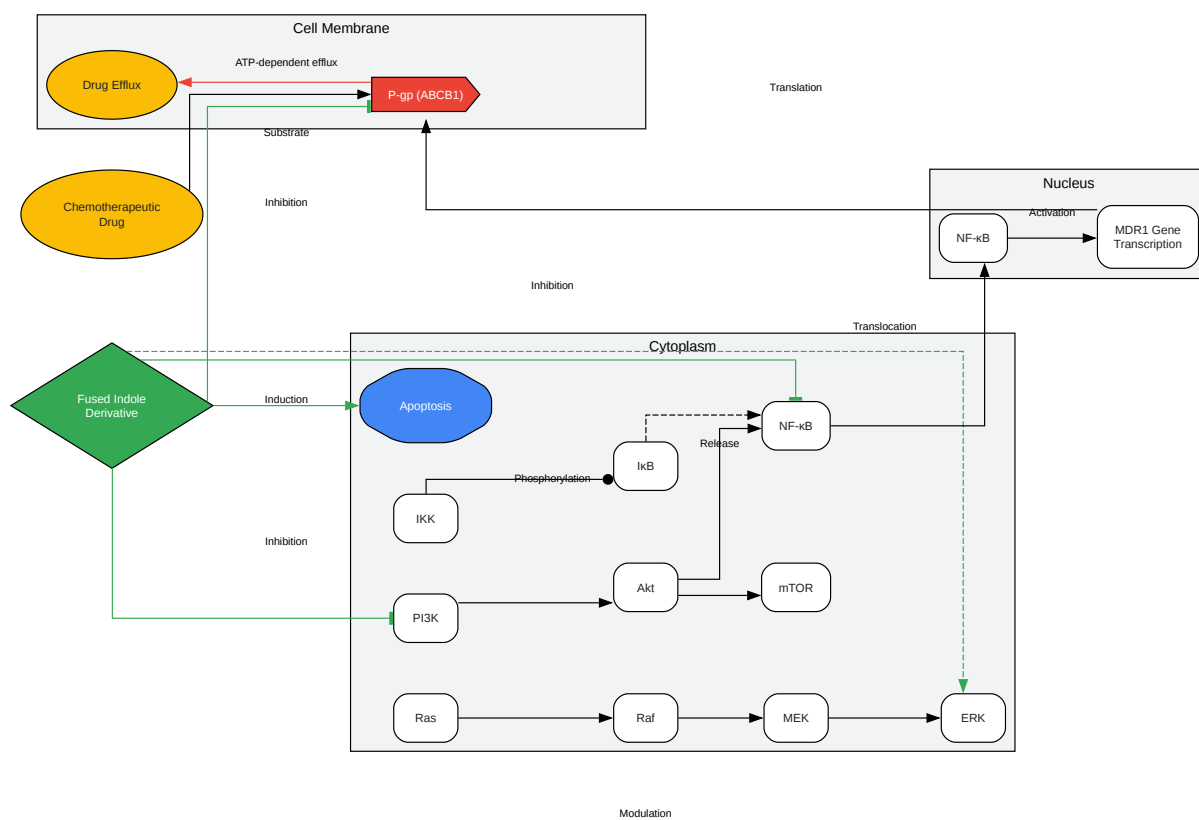 Cell Membrane
ATP-dependent efflux
Drug Efflux
P-gp (ABCB1)
Translation
Substrate
Nucleus
Chemotherapeutic
Drug
Inhibition
Activation
NF-κB
MDR1 Gene
Transcription
Inhibition
Translocation
Cytoplasm
Fused Indole
Derivative
Induction
Apoptosis
NF-κB
Release
IκB
Phosphorylation
IKK
Inhibition
Akt
mTOR
PI3K
Ras
Raf
MEK
ERK
Modulation